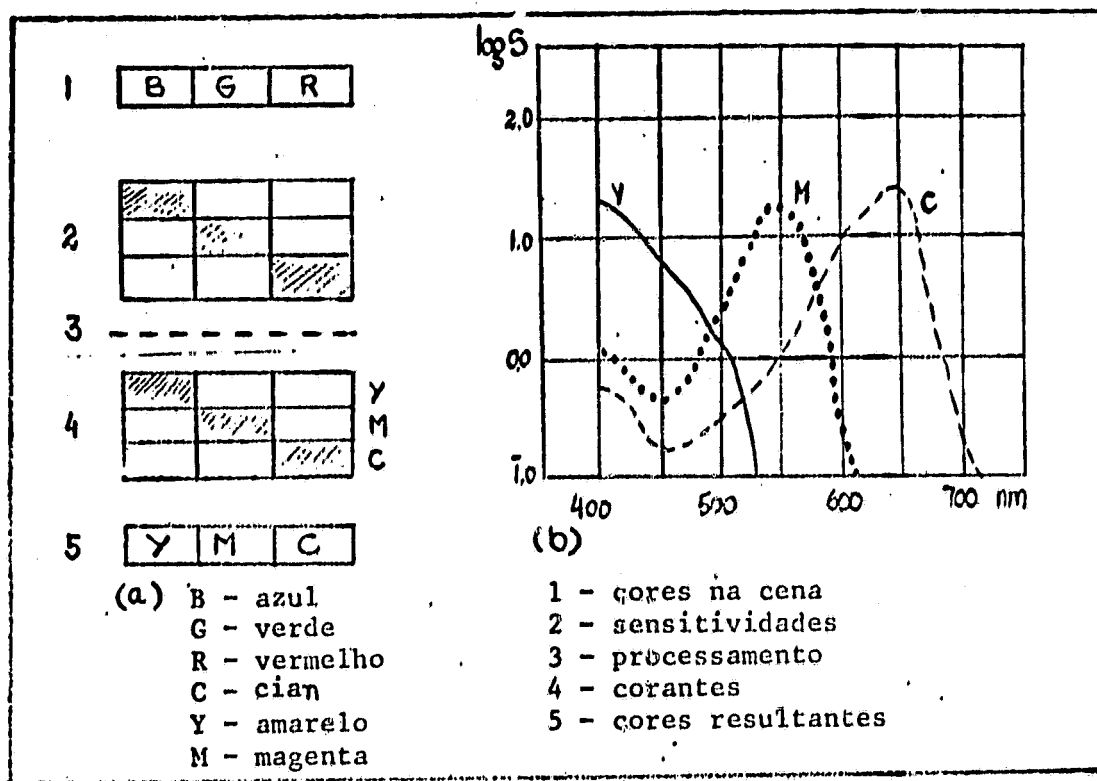 1 B G R
2
3
4 Y
M
C
5 Y M C
(a) B - azul
G - verde
R - vermelho
C - cian
Y - amarelo
M - magenta
log S
2,0
1,0
0,0
1,0
Y M C
400 500 600 700 nm
(b)
1 - cores na cena
2 - sensitividades
3 - processamento
4 - corantes
5 - cores resultantes